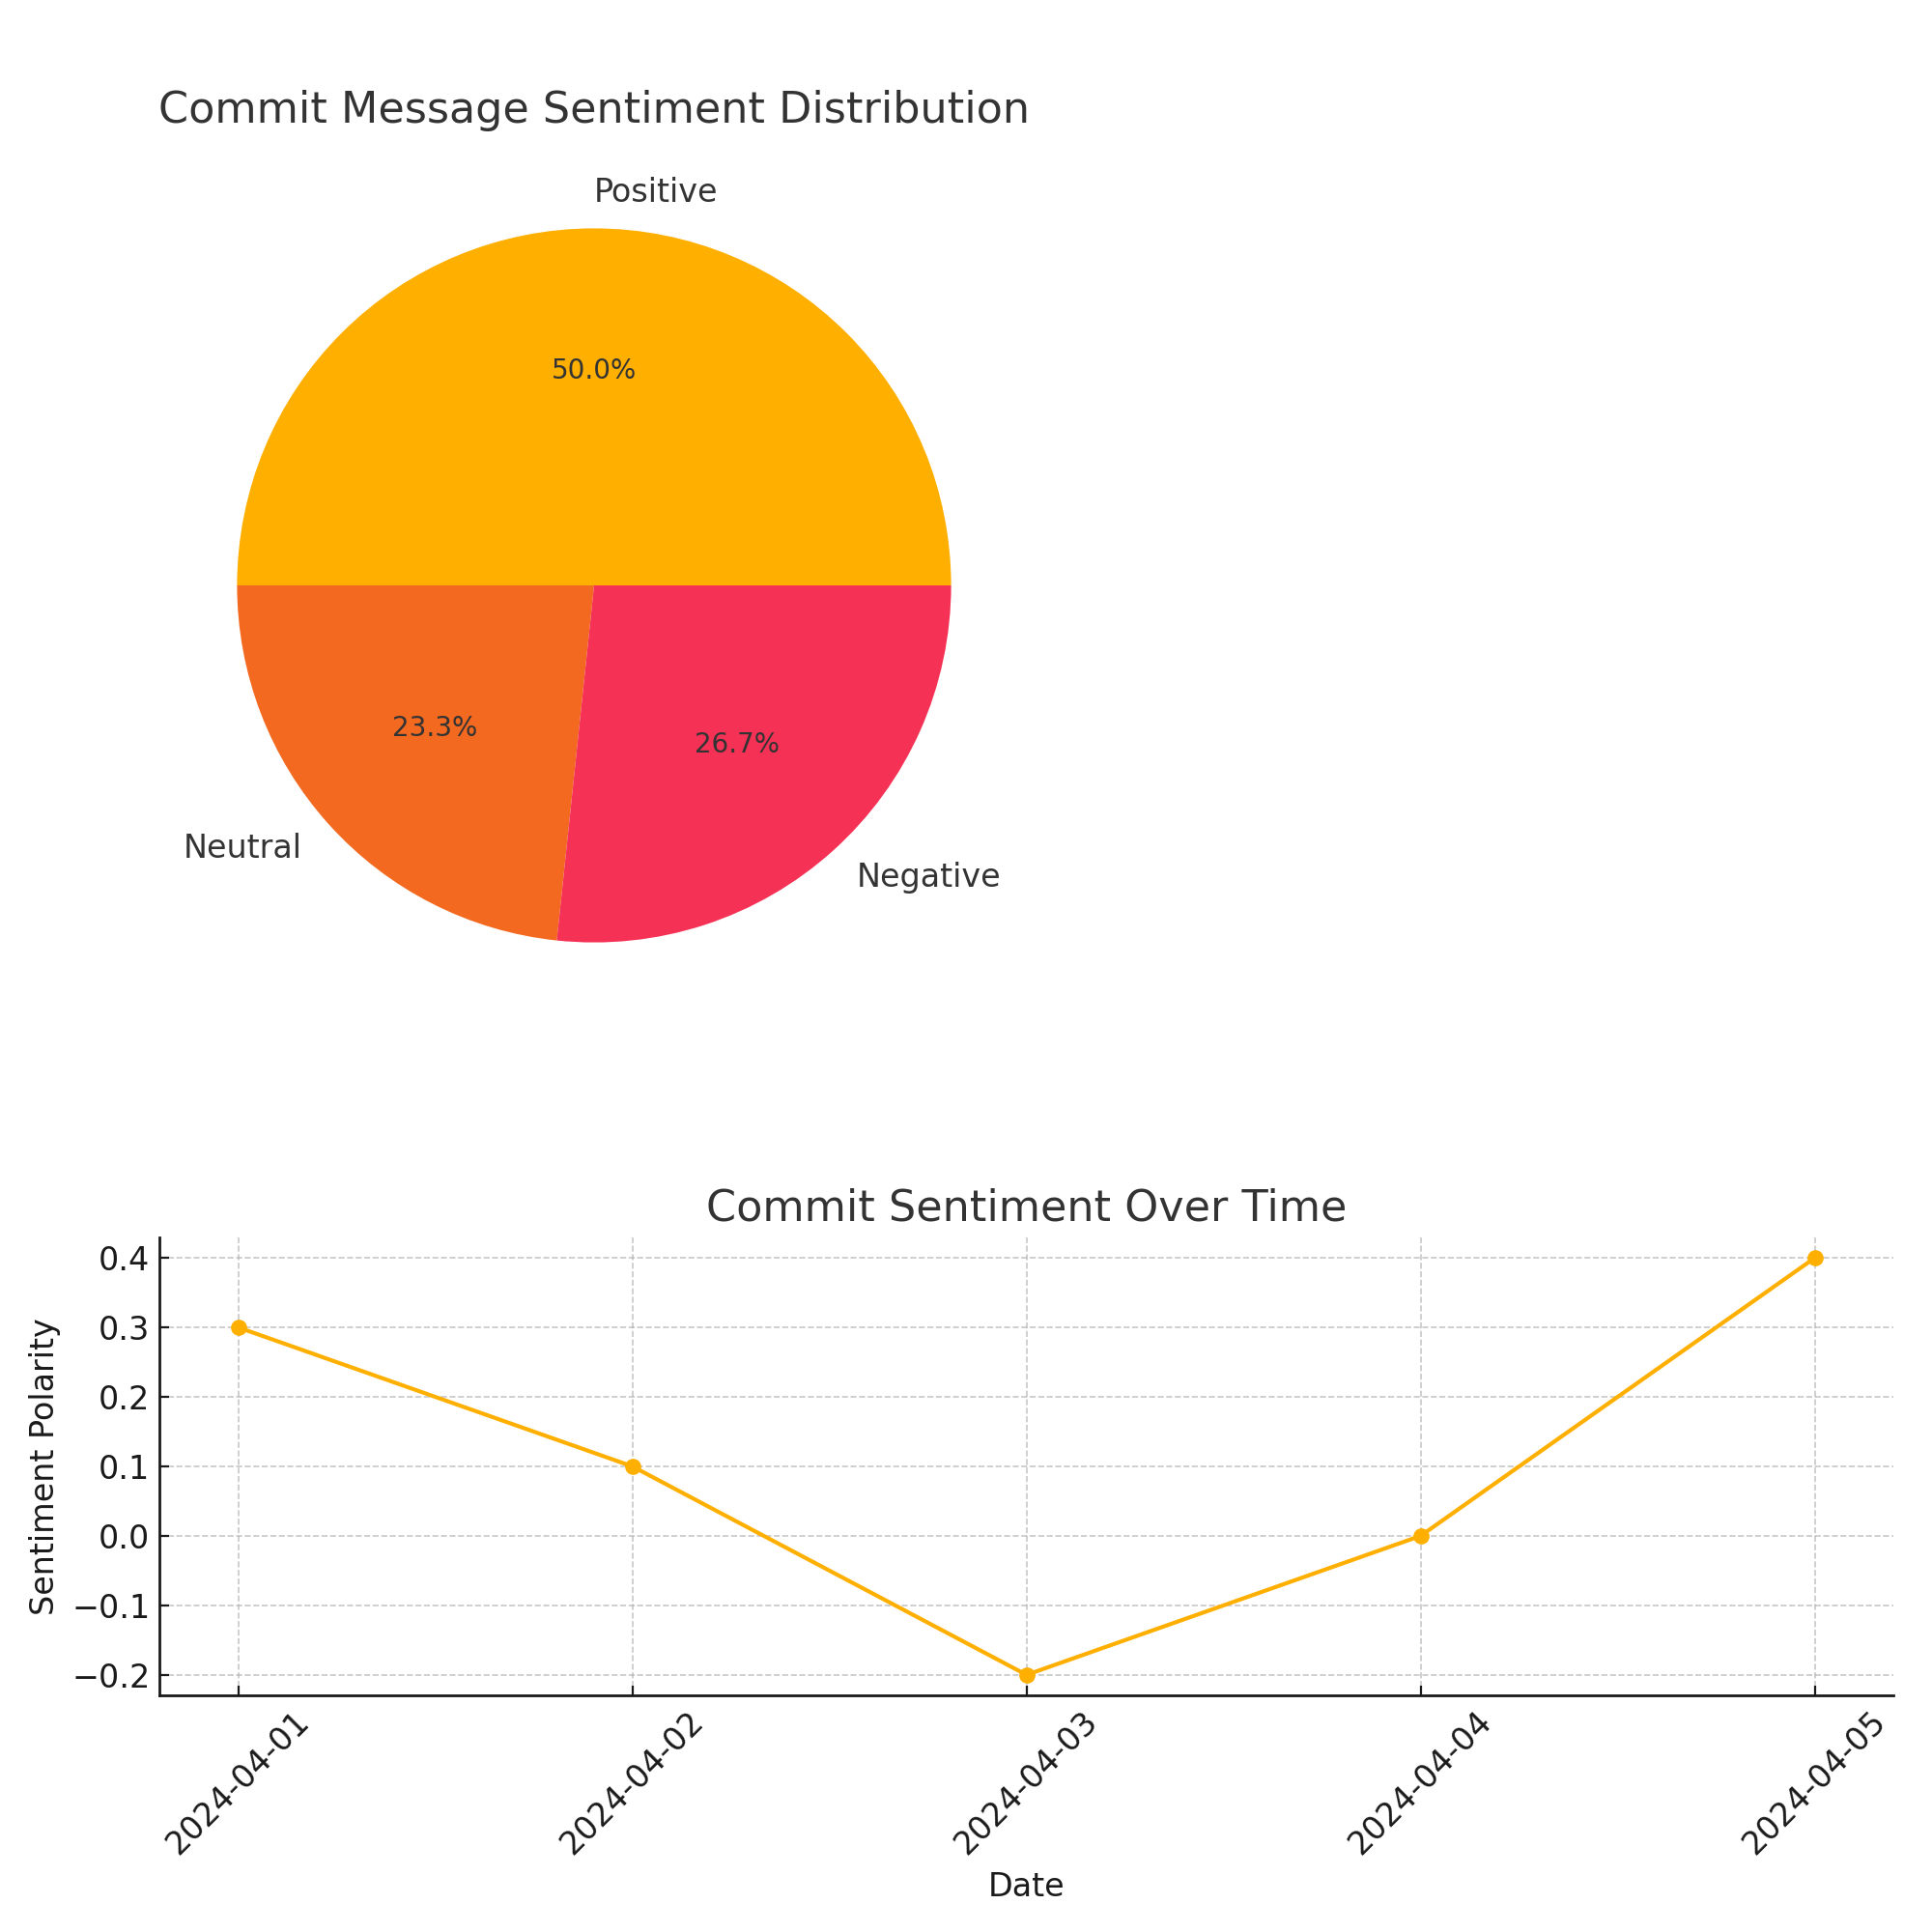 Commit Message Sentiment Distribution
Positive
50.0%
23.3%
26.7%
Neutral
Negative
Commit Sentiment Over Time
Sentiment Polarity
0.4
0.3
0.2
0.1
0.0
−0.1
−0.2
2024-04-01
2024-04-02
2024-04-03
2024-04-04
2024-04-05
Date